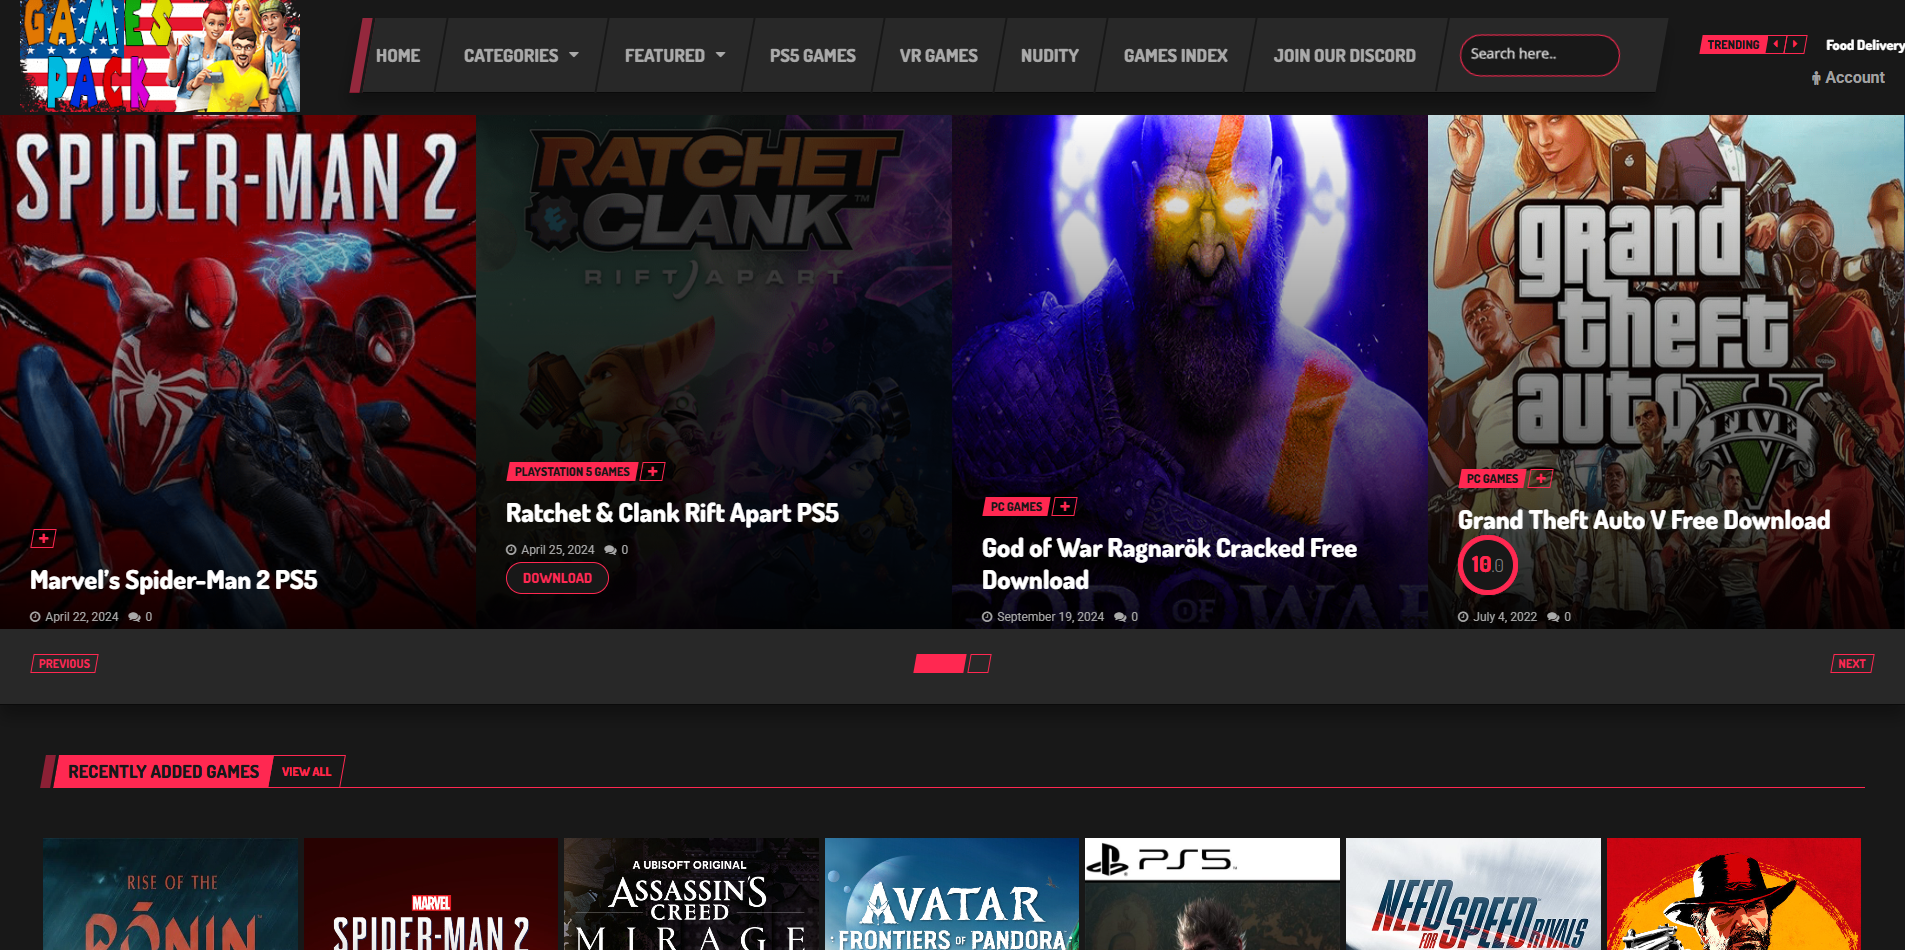 GAMES
PACK
HOME
CATEGORIES
FEATURED
PS5 GAMES
VR GAMES
NUDITY
GAMES INDEX
JOIN OUR DISCORD
Search here..
TRENDING
Food Delivery
Account
SPIDER-MAN 2
RATCHET
CLANK
RIFT APART
grand
theft
auto V
FIVE
PLAYSTATION 5 GAMES
Ratchet & Clank Rift Apart PS5
April 25, 2024 0
DOWNLOAD
Marvel's Spider-Man 2 PS5
April 22, 2024 0
PC GAMES
God of War Ragnarök Cracked Free
Download
September 19, 2024 0
GOD OF WAR
PC GAMES
Grand Theft Auto V Free Download
10.0
July 4, 2022 0
PREVIOUS
NEXT
RECENTLY ADDED GAMES
VIEW ALL
RISE OF THE
RŌNIN
MARVEL
SPIDER-MAN 2
A UBISOFT ORIGINAL
ASSASSIN'S
CREED
MIRAGE
AVATAR
FRONTIERS OF PANDORA
PS5
NEED
FOR SPEED
RIVALS